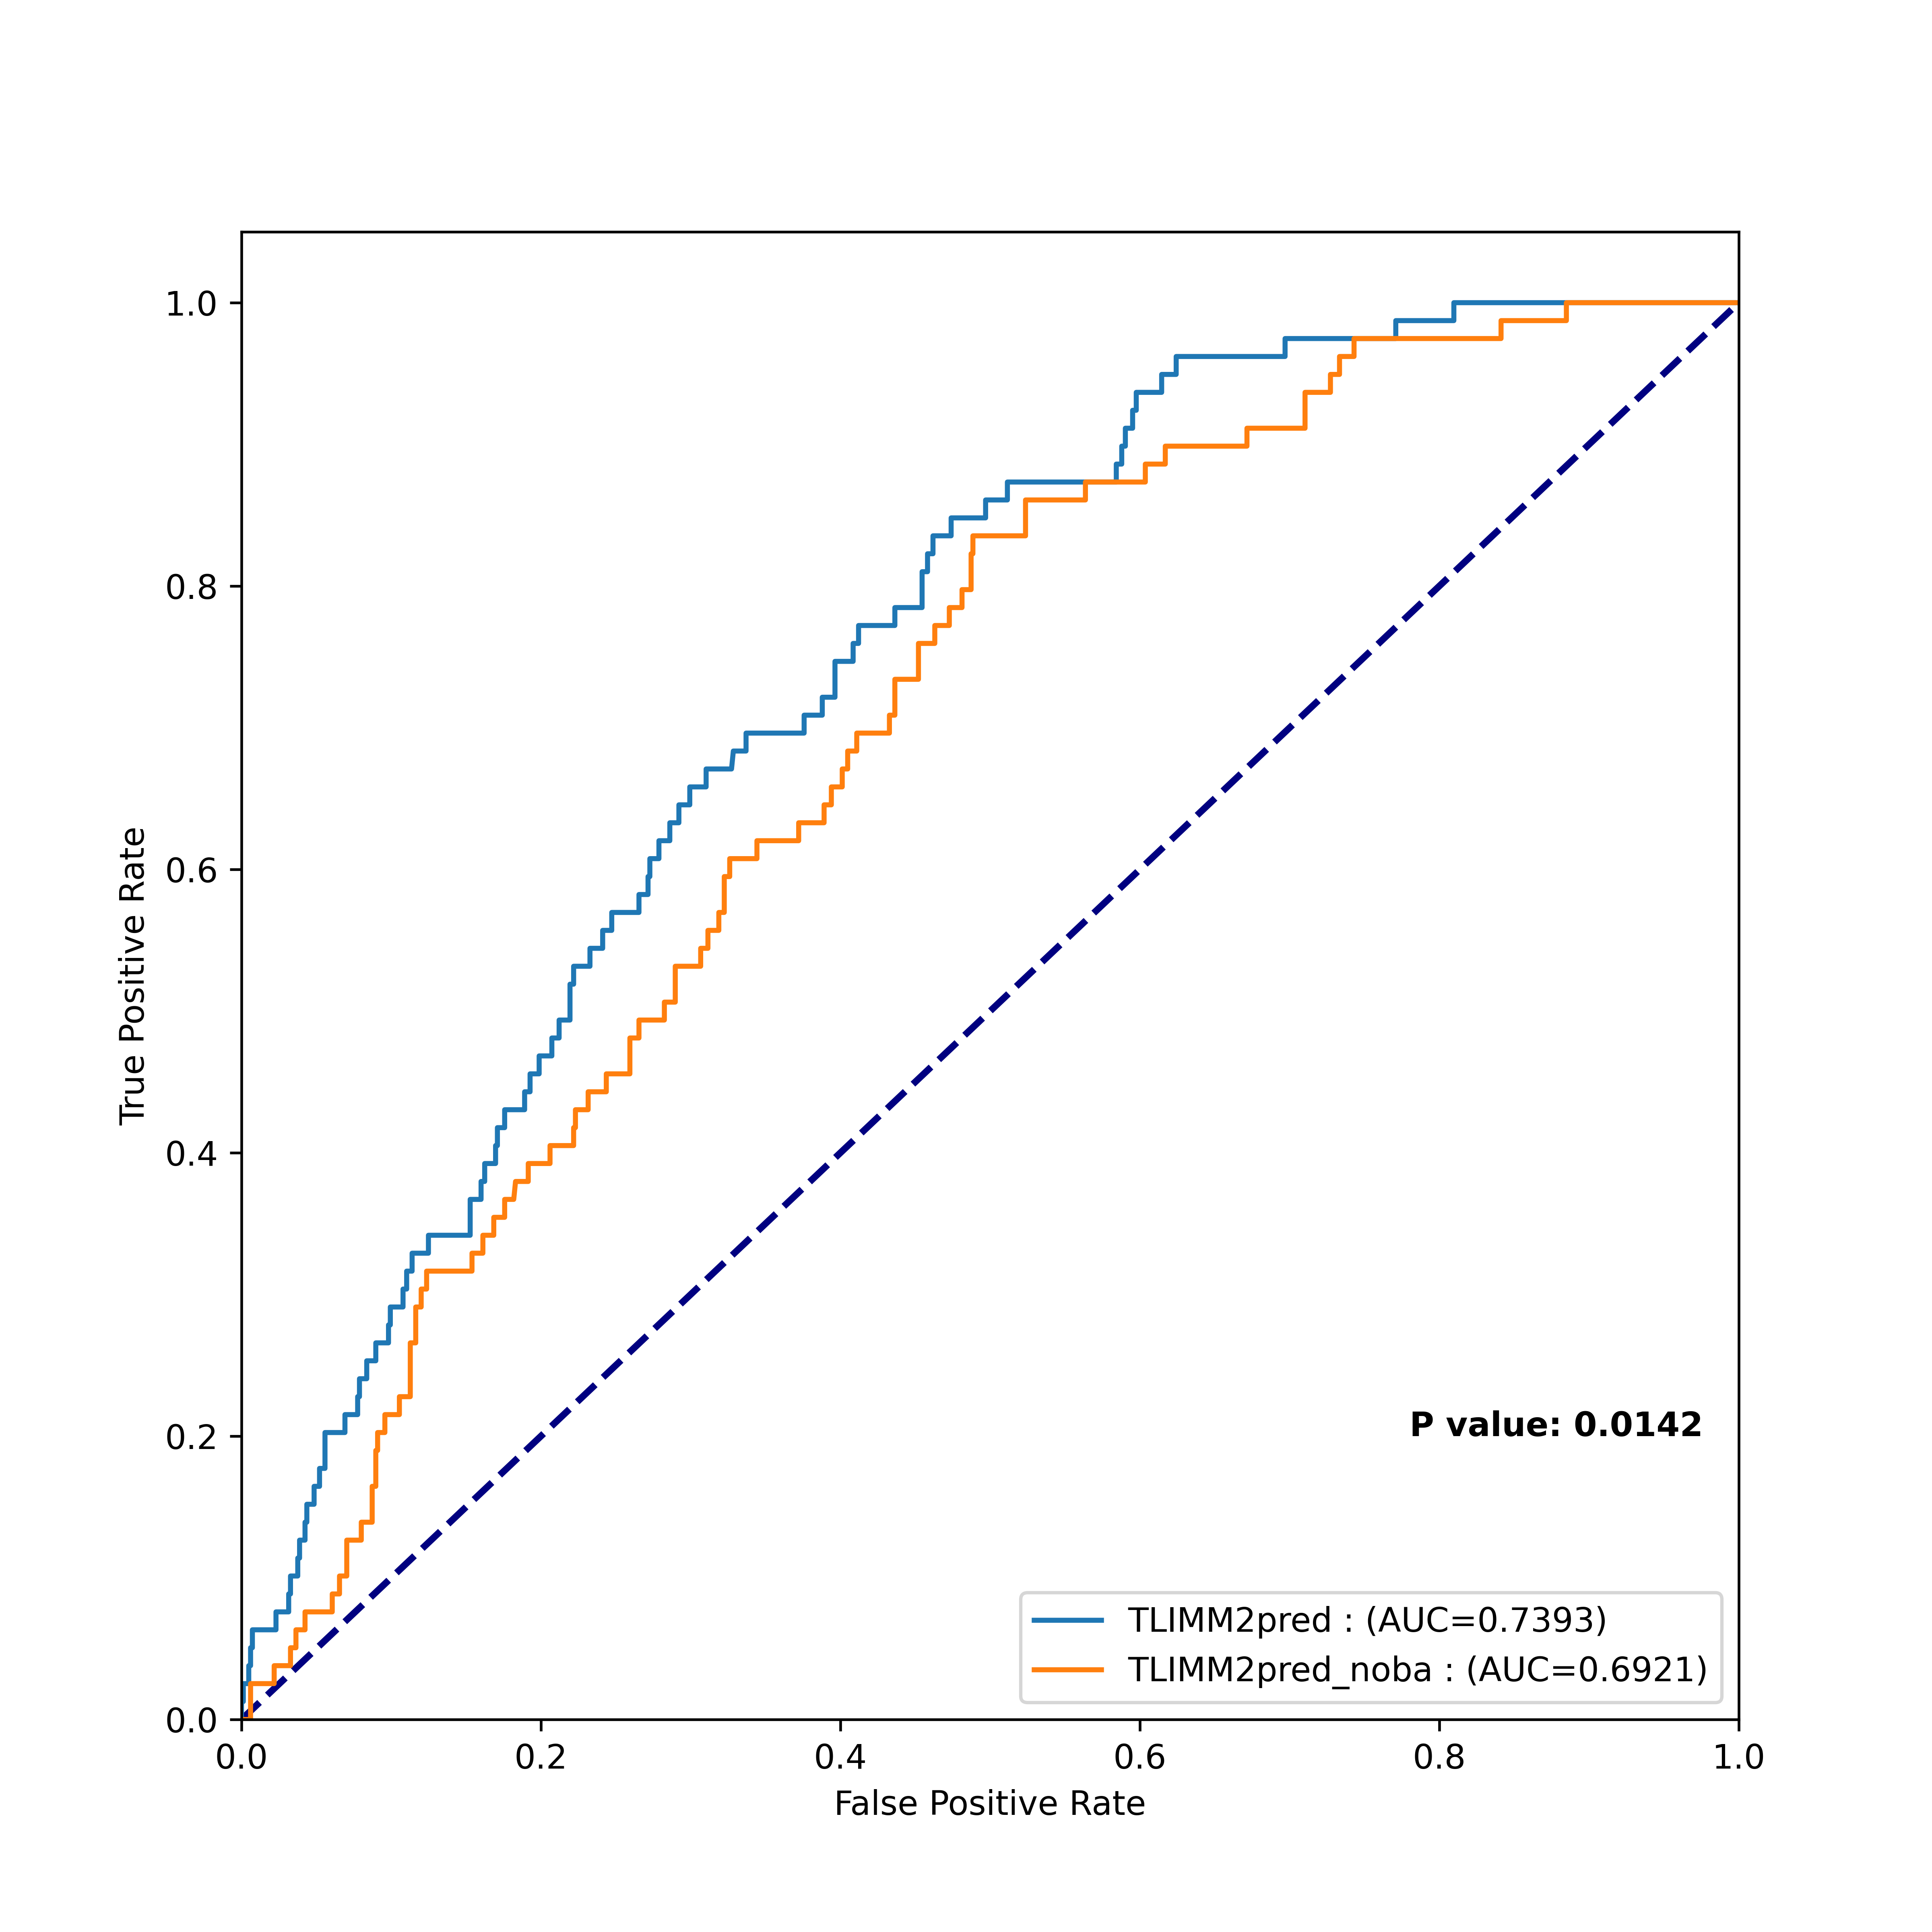 1.0
0.8
0.6
0.4
0.2
0.0
True Positive Rate
P value: 0.0142
TLIMM2pred : (AUC=0.7393)
TLIMM2pred_noba : (AUC=0.6921)
0.0 0.2 0.4 0.6 0.8 1.0
False Positive Rate